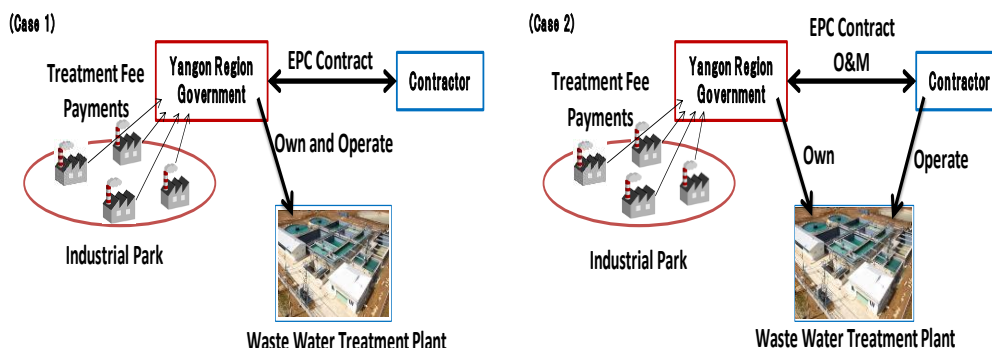 (Case 1)
EPC Contract
Yangon Region
Government
Contractor
Treatment Fee
Payments
Own and Operate
Industrial Park
Waste Water Treatment Plant
(Case 2)
EPC Contract
O&M
Yangon Region
Government
Contractor
Treatment Fee
Payments
Own
Operate
Industrial Park
Waste Water Treatment Plant